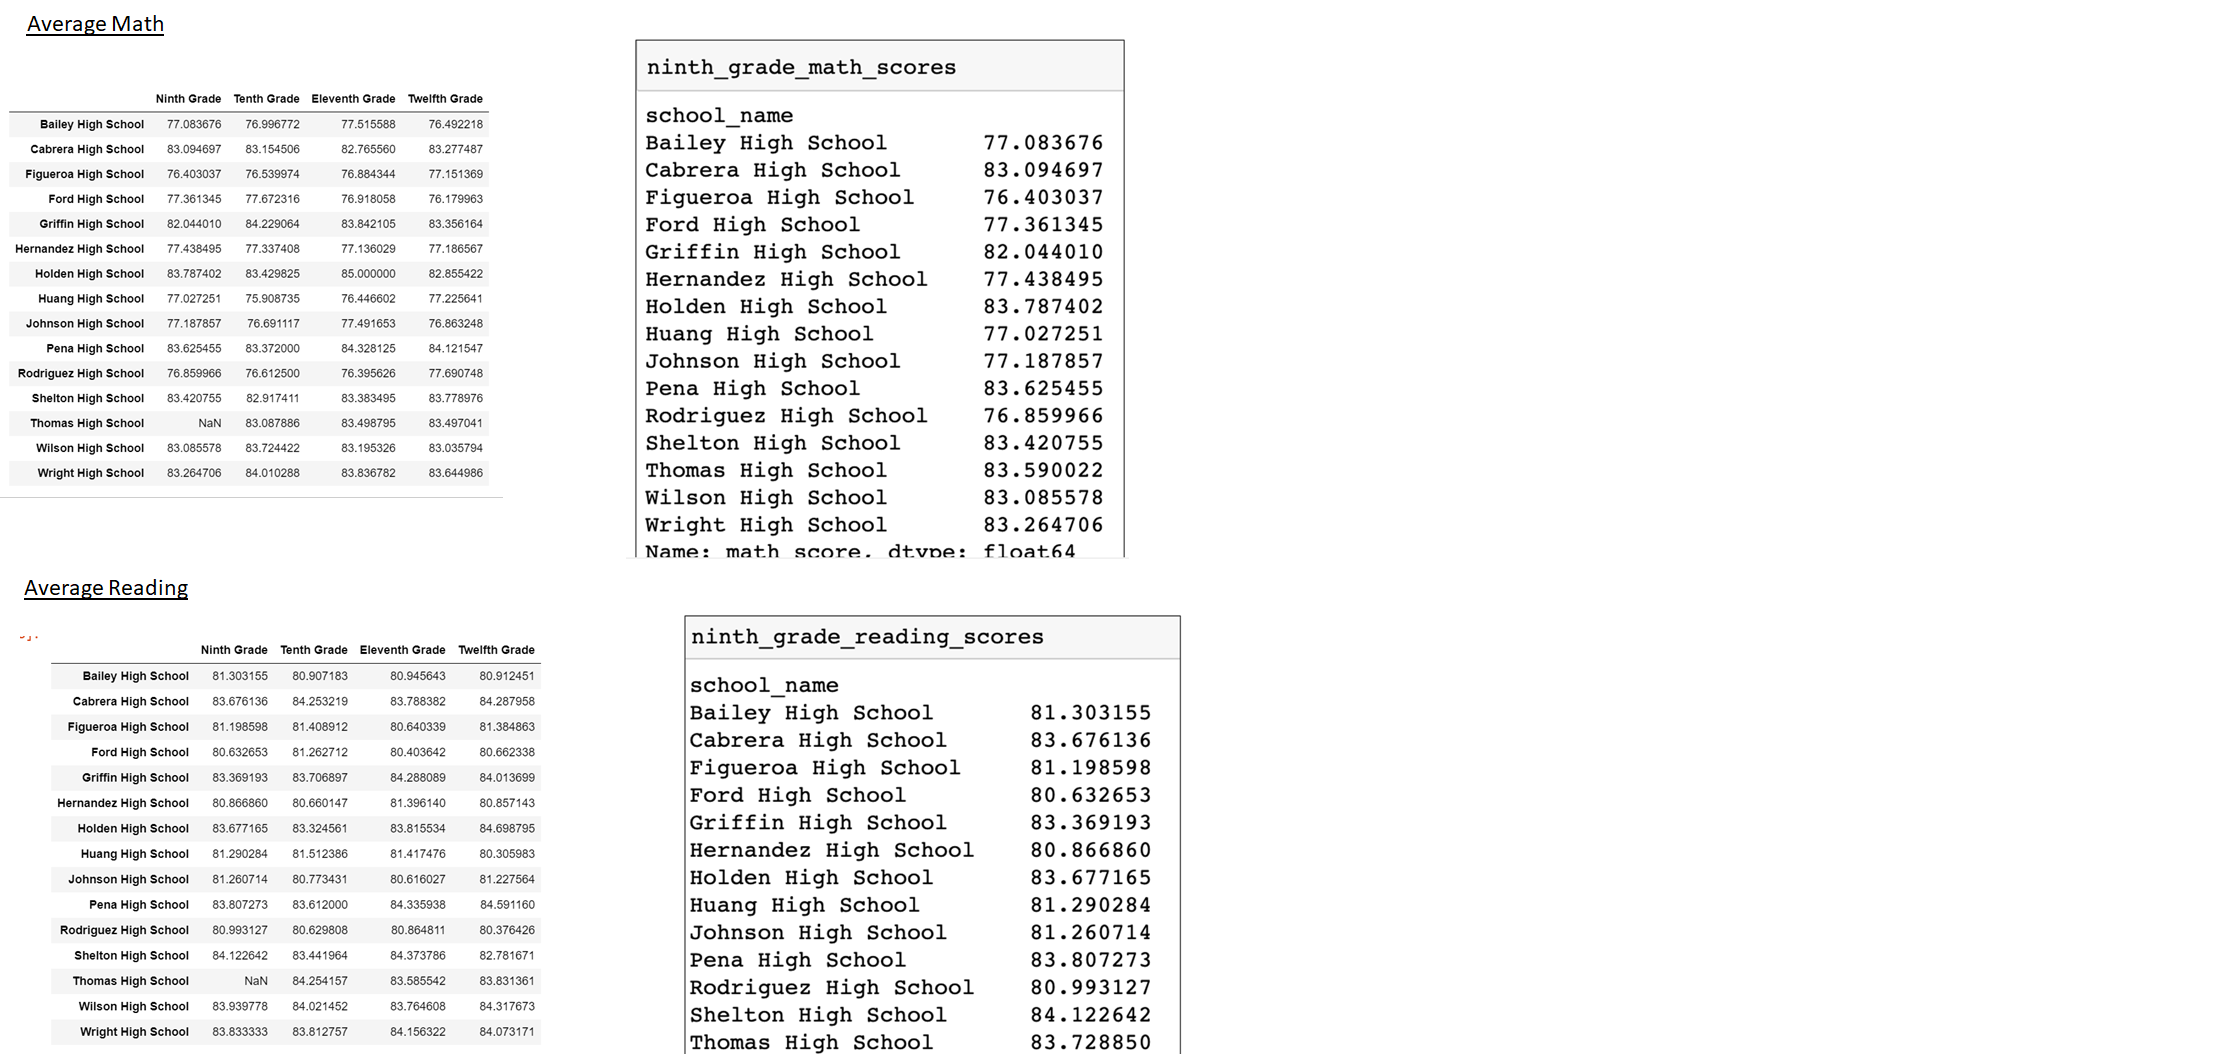 Average Math
Ninth Grade Tenth Grade Eleventh Grade Twelfth Grade
Bailey High School 77.083676 76.996772 77.515588 76.492218
Cabrera High School 83.094697 83.154506 82.765560 83.277487
Figueroa High School 76.403037 76.539974 76.884344 77.151369
Ford High School 77.361345 77.672316 76.918058 76.179963
Griffin High School 82.044010 84.229064 83.842105 83.356164
Hernandez High School 77.438495 77.337408 77.136029 77.186567
Holden High School 83.787402 83.429825 85.000000 82.855422
Huang High School 77.027251 75.908735 76.446602 77.225641
Johnson High School 77.187857 76.691117 77.491653 76.863248
Pena High School 83.625455 83.372000 84.328125 84.121547
Rodriguez High School 76.859966 76.612500 76.395626 77.690748
Shelton High School 83.420755 82.917411 83.383495 83.778976
Thomas High School NaN 83.087886 83.498795 83.497041
Wilson High School 83.085578 83.724422 83.195326 83.035794
Wright High School 83.264706 84.010288 83.836782 83.644986
ninth_grade_math_scores
school_name
Bailey High School 77.083676
Cabrera High School 83.094697
Figueroa High School 76.403037
Ford High School 77.361345
Griffin High School 82.044010
Hernandez High School 77.438495
Holden High School 83.787402
Huang High School 77.027251
Johnson High School 77.187857
Pena High School 83.625455
Rodriguez High School 76.859966
Shelton High School 83.420755
Thomas High School 83.590022
Wilson High School 83.085578
Wright High School 83.264706
Name: math_score, dtype: float64
Average Reading
Ninth Grade Tenth Grade Eleventh Grade Twelfth Grade
Bailey High School 81.303155 80.907183 80.945643 80.912451
Cabrera High School 83.676136 84.253219 83.788382 84.287958
Figueroa High School 81.198598 81.408912 80.640339 81.384863
Ford High School 80.632653 81.262712 80.403642 80.662338
Griffin High School 83.369193 83.706897 84.288089 84.013699
Hernandez High School 80.866860 80.660147 81.396140 80.857143
Holden High School 83.677165 83.324561 83.815534 84.698795
Huang High School 81.290284 81.512386 81.417476 80.305983
Johnson High School 81.260714 80.773431 80.616027 81.227564
Pena High School 83.807273 83.612000 84.335938 84.591160
Rodriguez High School 80.993127 80.629808 80.864811 80.376426
Shelton High School 84.122642 83.441964 84.373786 82.781671
Thomas High School NaN 84.254157 83.585542 83.831361
Wilson High School 83.939778 84.021452 83.764608 84.317673
Wright High School 83.833333 83.812757 84.156322 84.073171
ninth_grade_reading_scores
school_name
Bailey High School 81.303155
Cabrera High School 83.676136
Figueroa High School 81.198598
Ford High School 80.632653
Griffin High School 83.369193
Hernandez High School 80.866860
Holden High School 83.677165
Huang High School 81.290284
Johnson High School 81.260714
Pena High School 83.807273
Rodriguez High School 80.993127
Shelton High School 84.122642
Thomas High School 83.728850